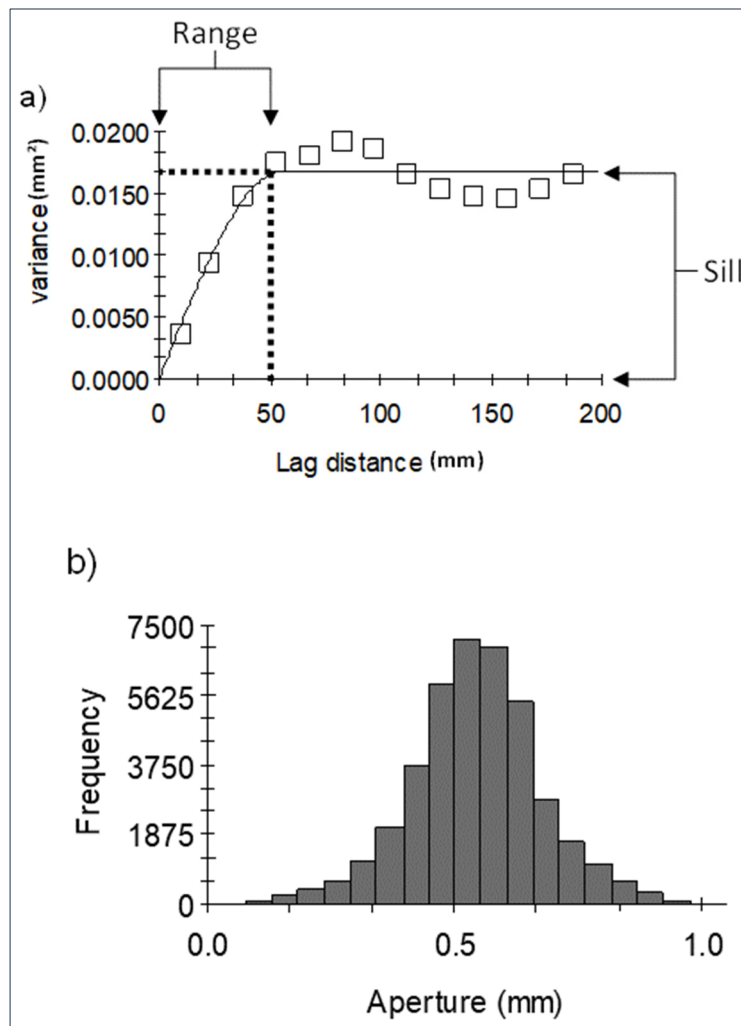 Range
a)
0.0200
0.0150
0.0100
0.0050
0.0000
variance (mm²)
Sill
0 50 100 150 200
Lag distance (mm)
b)
7500
5625
3750
1875
0
Frequency
0.0 0.5 1.0
Aperture (mm)